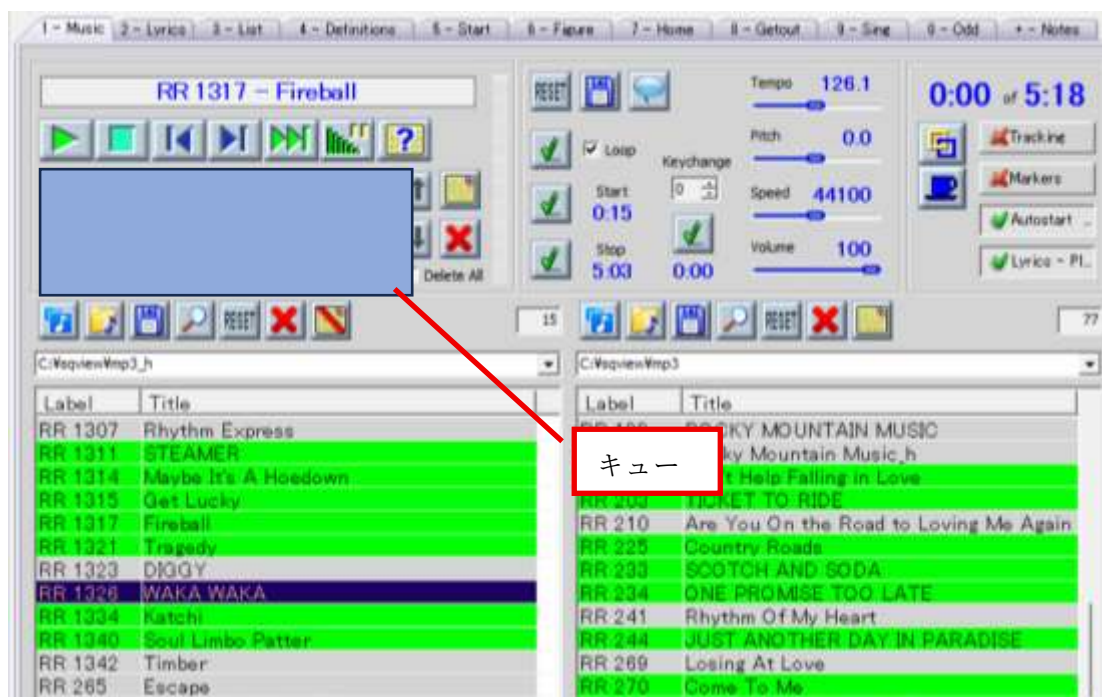 1 - Music 2 - Lyrics 3 - List 4 - Definitions 5 - Start 6 - Figure 7 - Home 8 - Getout 9 - Sing 0 - Odd + - Notes
RR 1317 - Fireball
RESET
Tempo 126.1
0:00 of 5:18
?
Loop
Keychange
Pitch 0.0
Tracking
Start
0
Speed 44100
Markers
0:15
Autostart ..
Delete All
Stop
Volume 100
Lyrics - Pl..
5:03 0:00
RESET 15 RESET 77
C:¥sqview¥mp3_h C:¥sqview¥mp3
Label Title Label Title
RR 1307 Rhythm Express KY MOUNTAIN MUSIC
RR 1311 STEAMER ky Mountain Music_h
キュー
RR 1314 Maybe It's A Hoedown t Help Falling in Love
RR 1315 Get Lucky RR 203 TICKET TO RIDE
RR 1317 Fireball RR 210 Are You On the Road to Loving Me Again
RR 1321 Tragedy RR 225 Country Roads
RR 1323 DIGGY RR 233 SCOTCH AND SODA
RR 1326 WAKA WAKA RR 234 ONE PROMISE TOO LATE
RR 1334 Katchi RR 241 Rhythm Of My Heart
RR 1340 Soul Limbo Patter RR 244 JUST ANOTHER DAY IN PARADISE
RR 1342 Timber RR 269 Losing At Love
RR 265 Escape RR 270 Come To Me